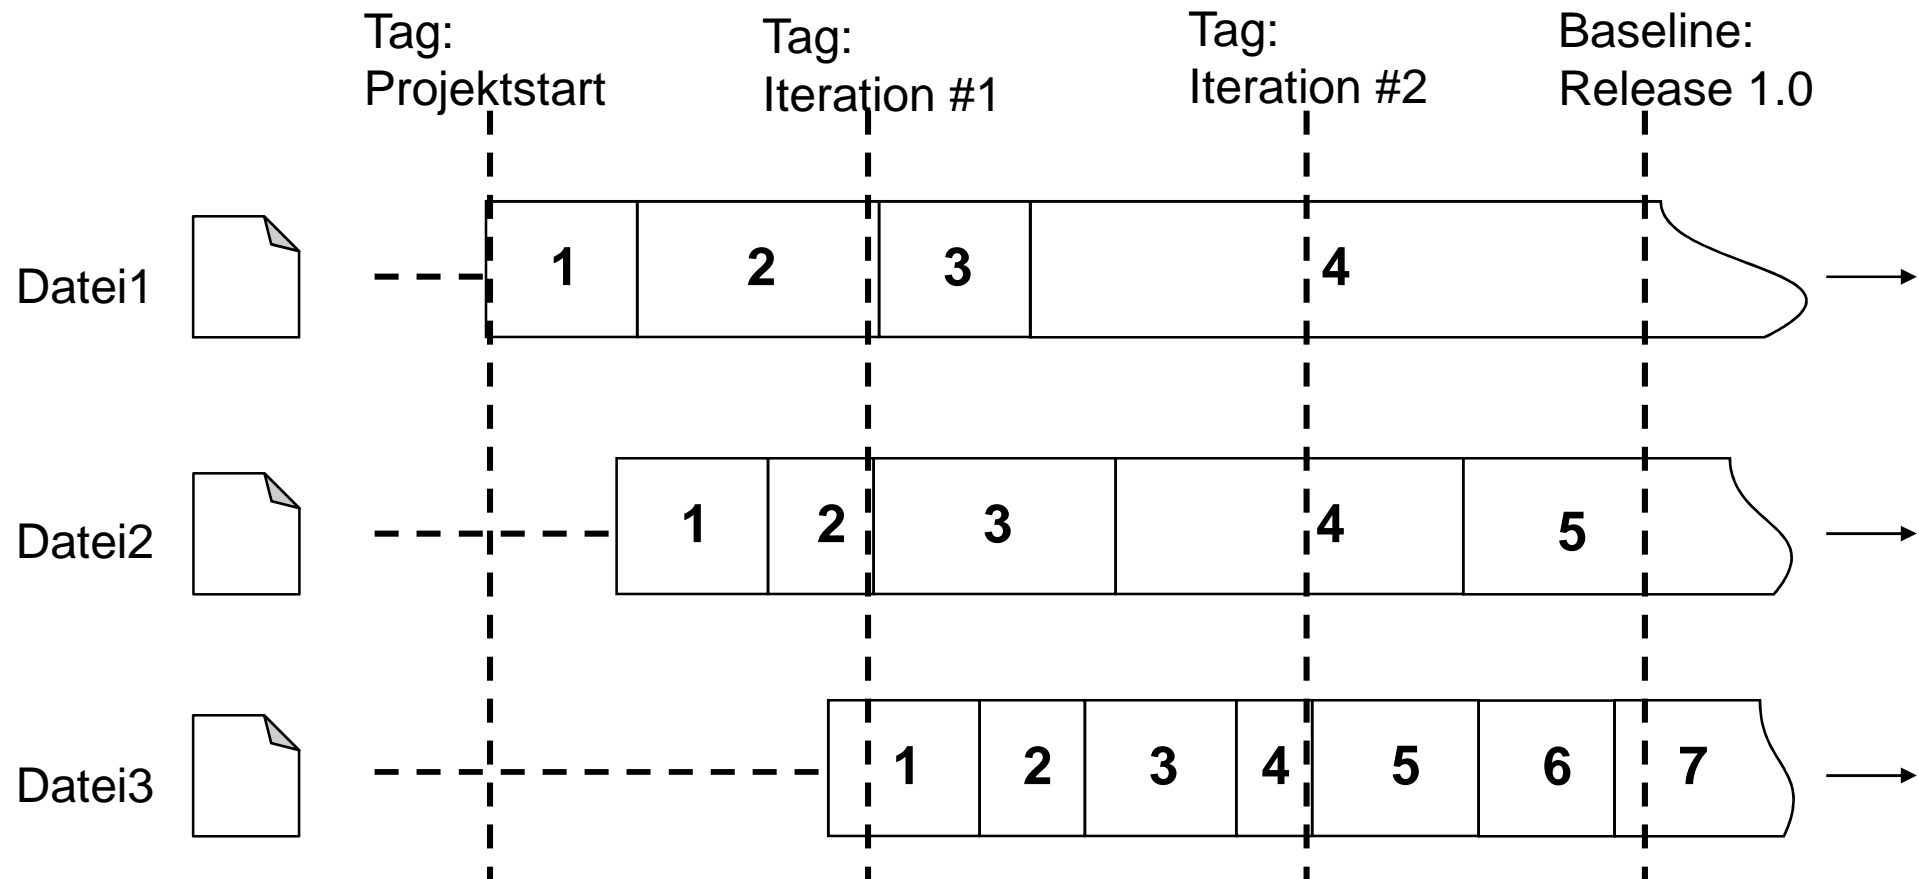 Tag:
Projektstart
Tag:
Iteration #1
Tag:
Iteration #2
Baseline:
Release 1.0
Datei1
1 2 3 4
Datei2
1 2 3 4 5
Datei3
1 2 3 4 5 6 7